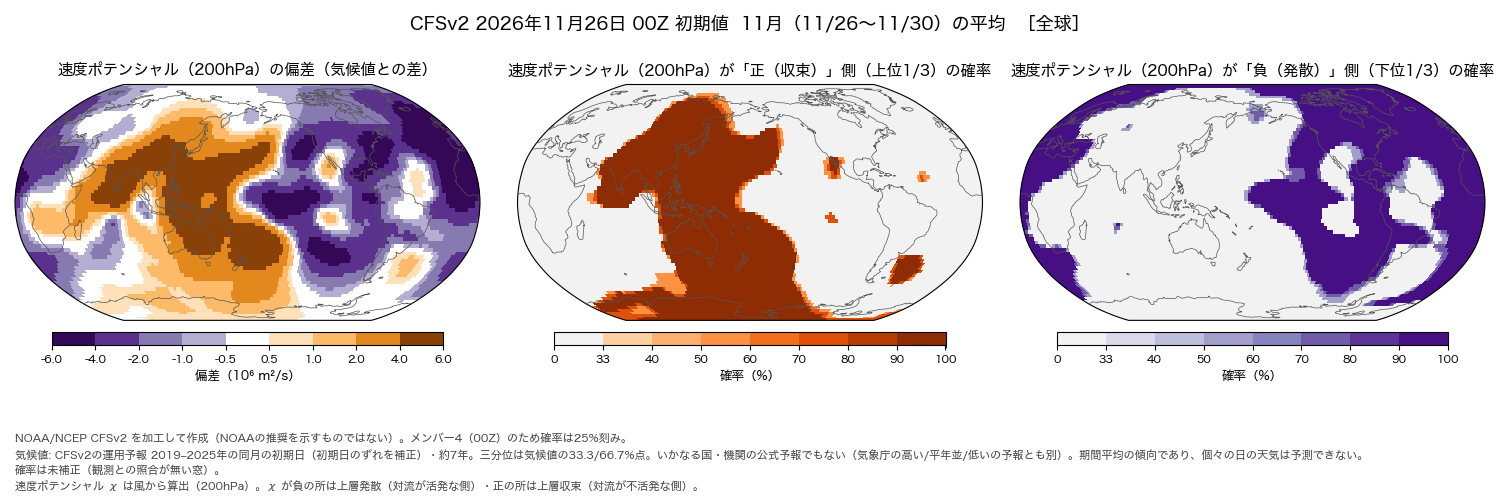 CFSv2 2026年11月26日 00Z 初期値  11月（11/26～11/30）の平均  ［全球］
速度ポテンシャル（200hPa）の偏差（気候値との差）
速度ポテンシャル（200hPa）が「正（収束）」側（上位1/3）の確率
速度ポテンシャル（200hPa）が「負（発散）」側（下位1/3）の確率
-6.0 -4.0 -2.0 -1.0 -0.5 0.5 1.0 2.0 4.0 6.0
偏差（10⁶ m²/s）
0 33 40 50 60 70 80 90 100
確率（%）
0 33 40 50 60 70 80 90 100
確率（%）
NOAA/NCEP CFSv2 を加工して作成（NOAAの推奨を示すものではない）。メンバー4（00Z）のため確率は25%刻み。
気候値: CFSv2の運用予報 2019–2025年の同月の初期日（初期日のずれを補正）・約7年。三分位は気候値の33.3/66.7%点。いかなる国・機関の公式予報でもない（気象庁の高い/平年並/低いの予報とも別）。期間平均の傾向であり、個々の日の天気は予測できない。
確率は未補正（観測との照合が無い窓）。
速度ポテンシャル χ は風から算出（200hPa）。χ が負の所は上層発散（対流が活発な側）・正の所は上層収束（対流が不活発な側）。